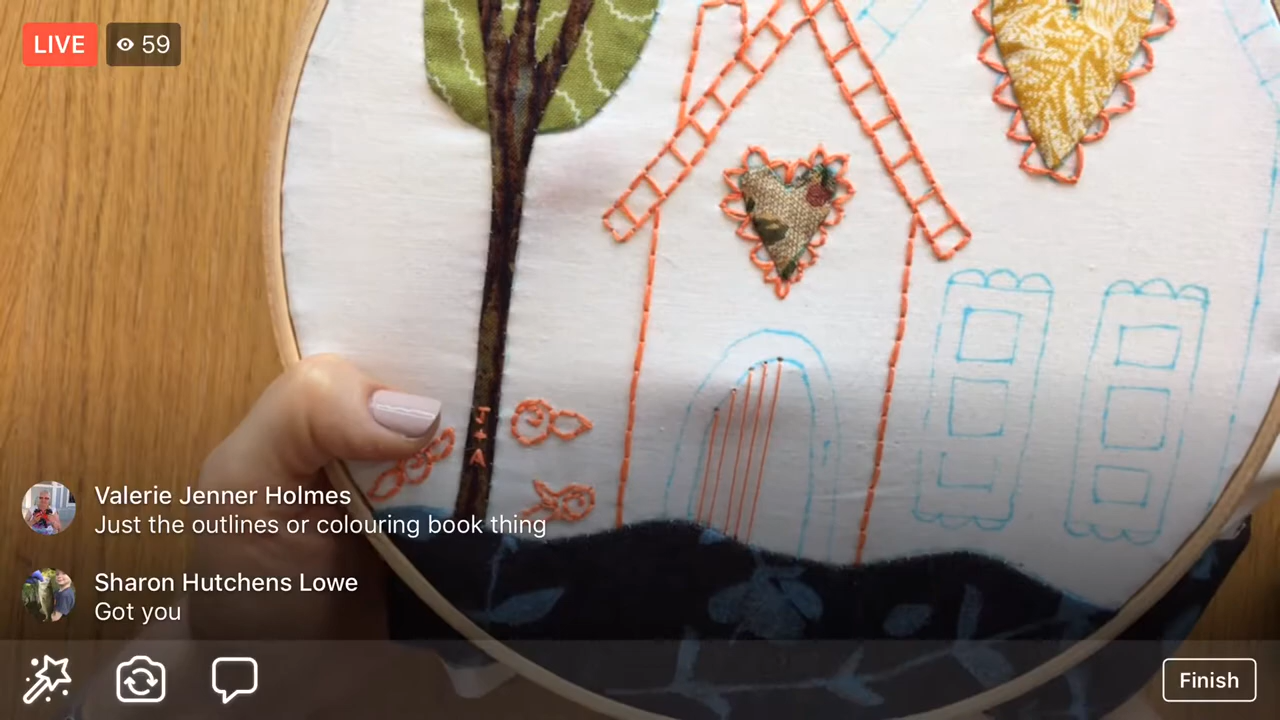 LIVE 59
J
+
A
Valerie Jenner Holmes
Just the outlines or colouring book thing
Sharon Hutchens Lowe
Got you
Finish